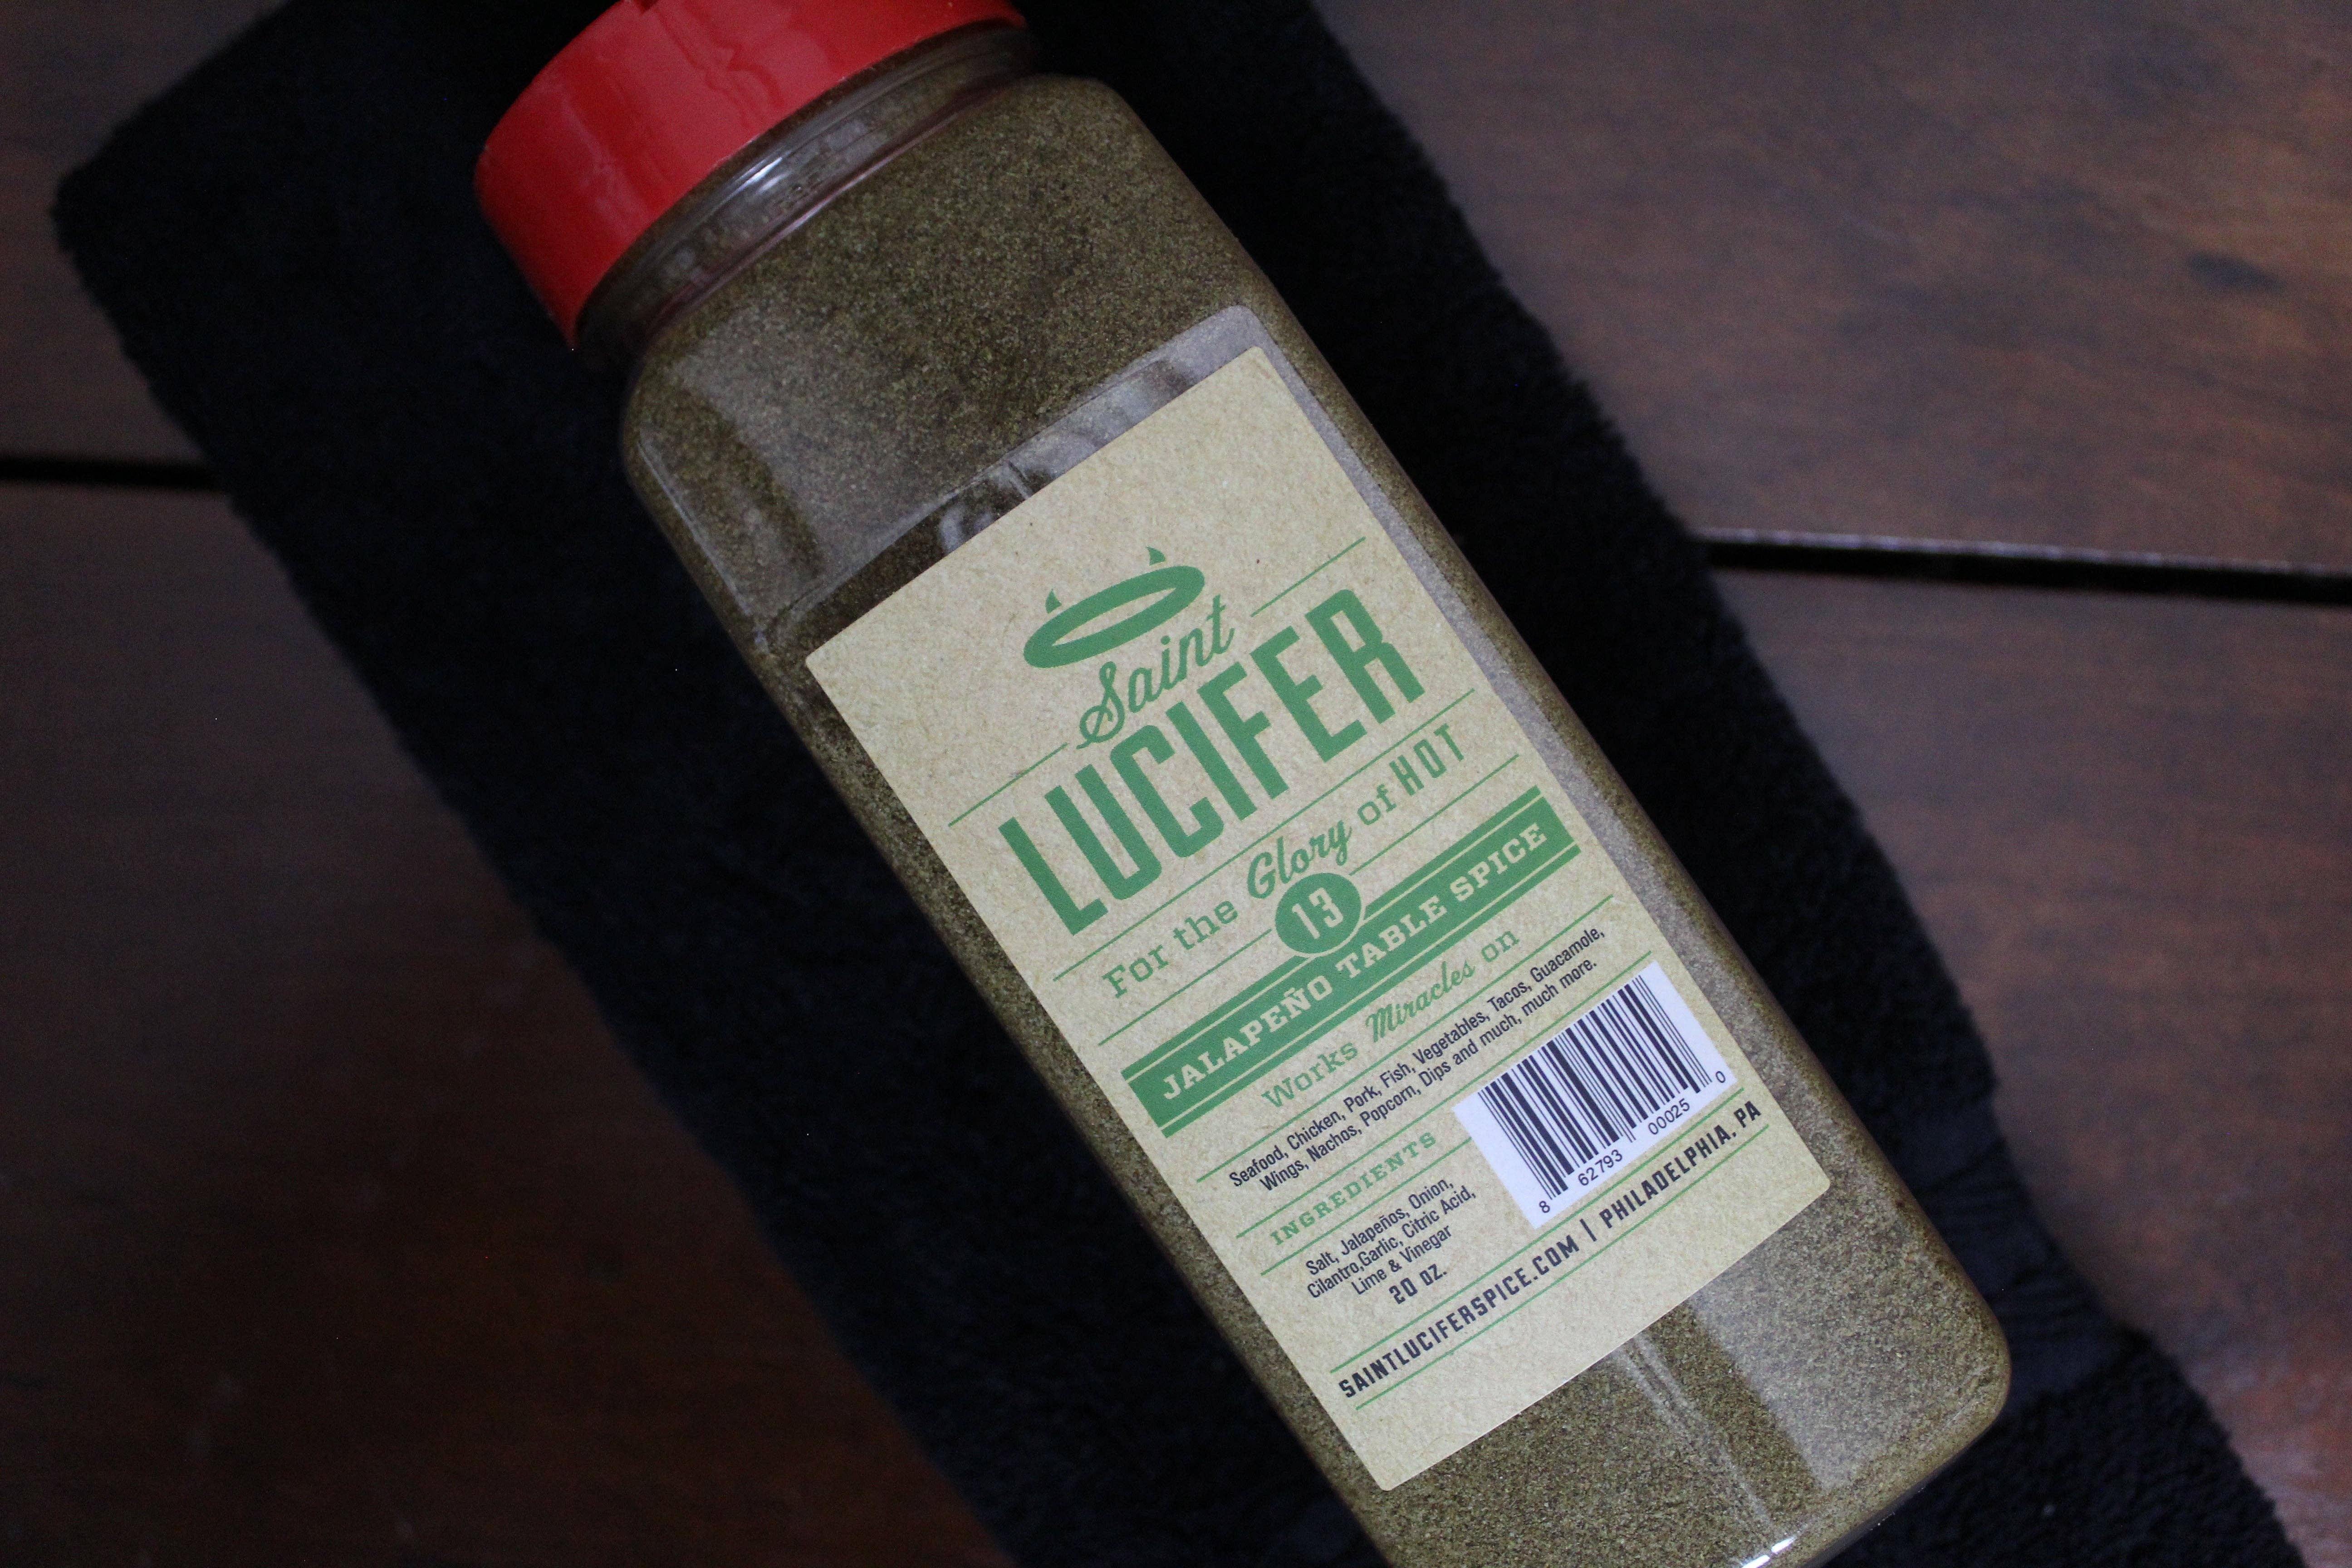 Saint
LUCIFER
For the Glory of HOT
13
JALAPEÑO TABLE SPICE
Works Miracles on
Seafood, Chicken, Pork, Fish, Vegetables, Tacos, Guacamole,
Wings, Nachos, Popcorn, Dips and much, much more.
INGREDIENTS
Salt, Jalapeños, Onion,
Cilantro,Garlic, Citric Acid,
Lime & Vinegar
20 OZ.
8 62793 00025 0
SAINTLUCIFERSPICE.COM | PHILADELPHIA, PA